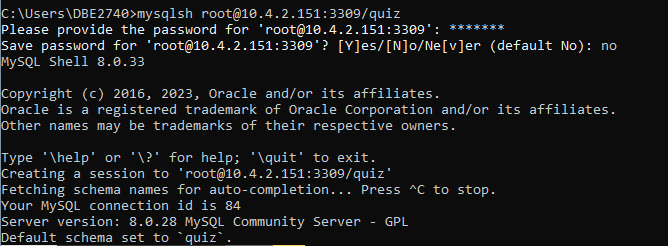 C:\Users\DBE2740>mysqlsh root@10.4.2.151:3309/quiz
Please provide the password for 'root@10.4.2.151:3309': *******
Save password for 'root@10.4.2.151:3309'? [Y]es/[N]o/Ne[v]er (default No): no
MySQL Shell 8.0.33
Copyright (c) 2016, 2023, Oracle and/or its affiliates.
Oracle is a registered trademark of Oracle Corporation and/or its affiliates.
Other names may be trademarks of their respective owners.
Type '\help' or '\?' for help; '\quit' to exit.
Creating a session to 'root@10.4.2.151:3309/quiz'
Fetching schema names for auto-completion... Press ^C to stop.
Your MySQL connection id is 84
Server version: 8.0.28 MySQL Community Server - GPL
Default schema set to `quiz`.